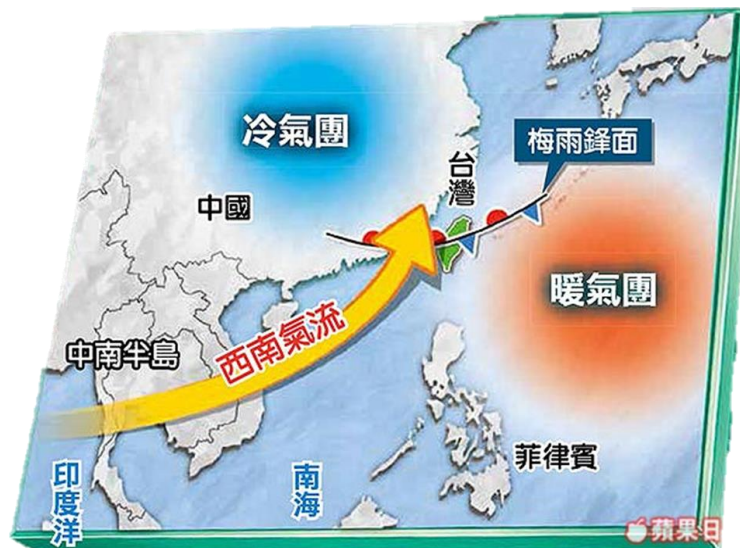 冷氣團
梅雨鋒面
台灣
中國
暖氣團
西南氣流
中南半島
菲律賓
印度洋
南海
蘋果日